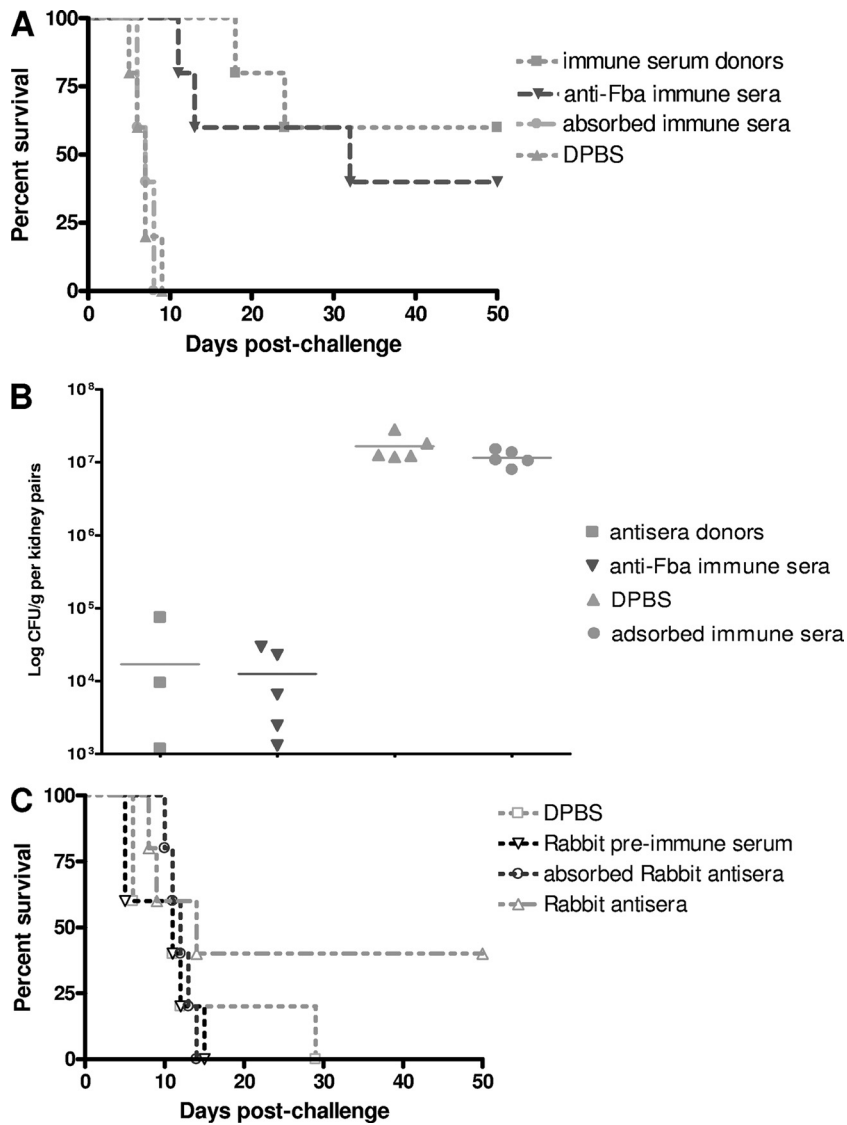 A
Percent survival
100
75
50
25
0
0 10 20 30 40 50
Days post-challenge
immune serum donors
anti-Fba immune sera
absorbed immune sera
DPBS
B
Log CFU/g per kidney pairs
10⁸
10⁷
10⁶
10⁵
10⁴
10³
antisera donors
anti-Fba immune sera
DPBS
adsorbed immune sera
C
Percent survival
100
75
50
25
0
0 10 20 30 40 50
Days post-challenge
DPBS
Rabbit pre-immune serum
absorbed Rabbit antisera
Rabbit antisera